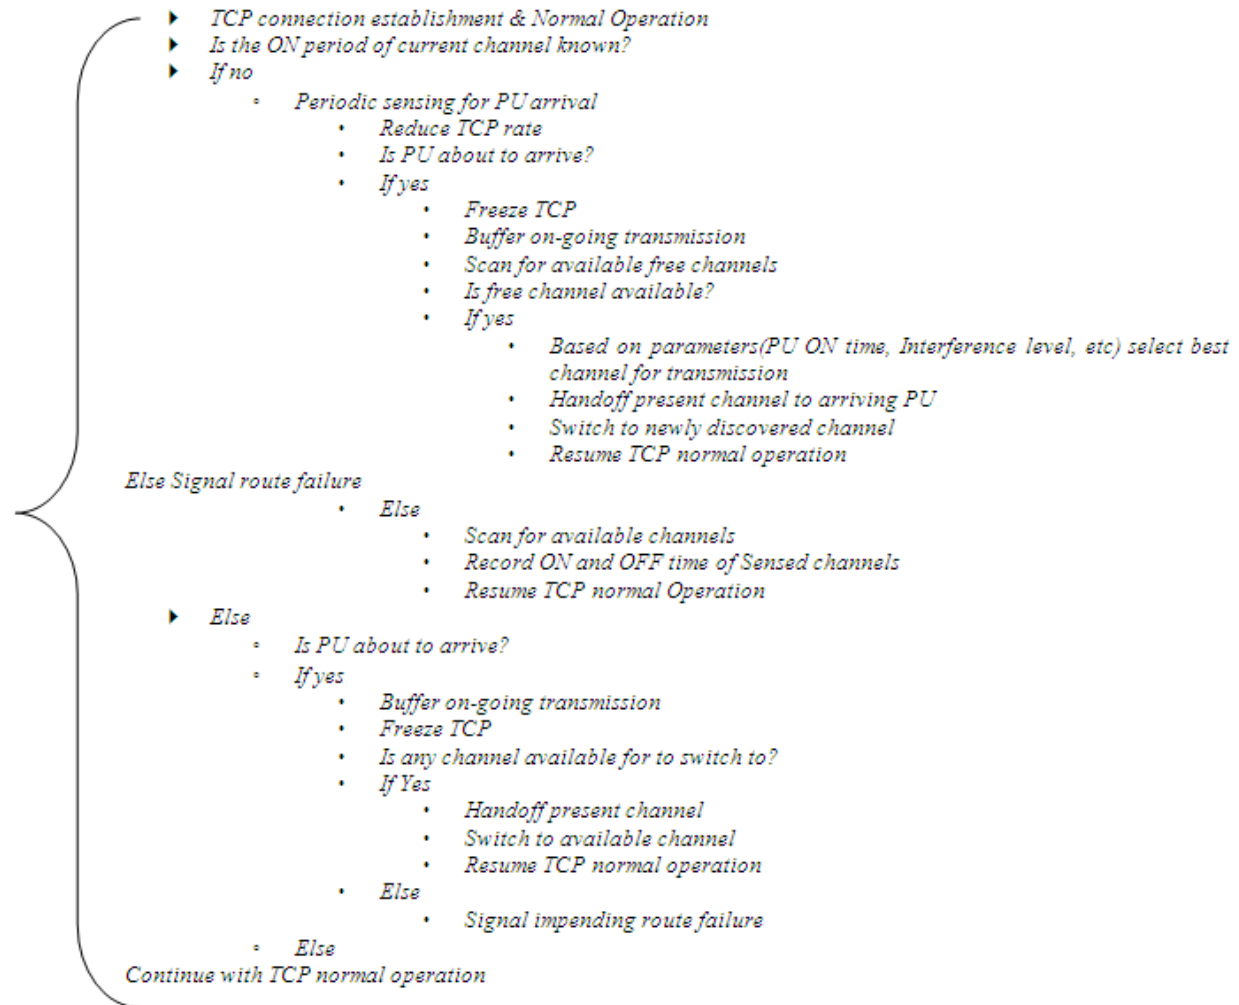 TCP connection establishment & Normal Operation
Is the ON period of current channel known?
If no
Periodic sensing for PU arrival
Reduce TCP rate
Is PU about to arrive?
If yes
Freeze TCP
Buffer on-going transmission
Scan for available free channels
Is free channel available?
If yes
Based on parameters(PU ON time, Interference level, etc) select best
channel for transmission
Handoff present channel to arriving PU
Switch to newly discovered channel
Resume TCP normal operation
Else Signal route failure
Else
Scan for available channels
Record ON and OFF time of Sensed channels
Resume TCP normal Operation
Else
Is PU about to arrive?
If yes
Buffer on-going transmission
Freeze TCP
Is any channel available for to switch to?
If Yes
Handoff present channel
Switch to available channel
Resume TCP normal operation
Else
Signal impending route failure
Else
Continue with TCP normal operation